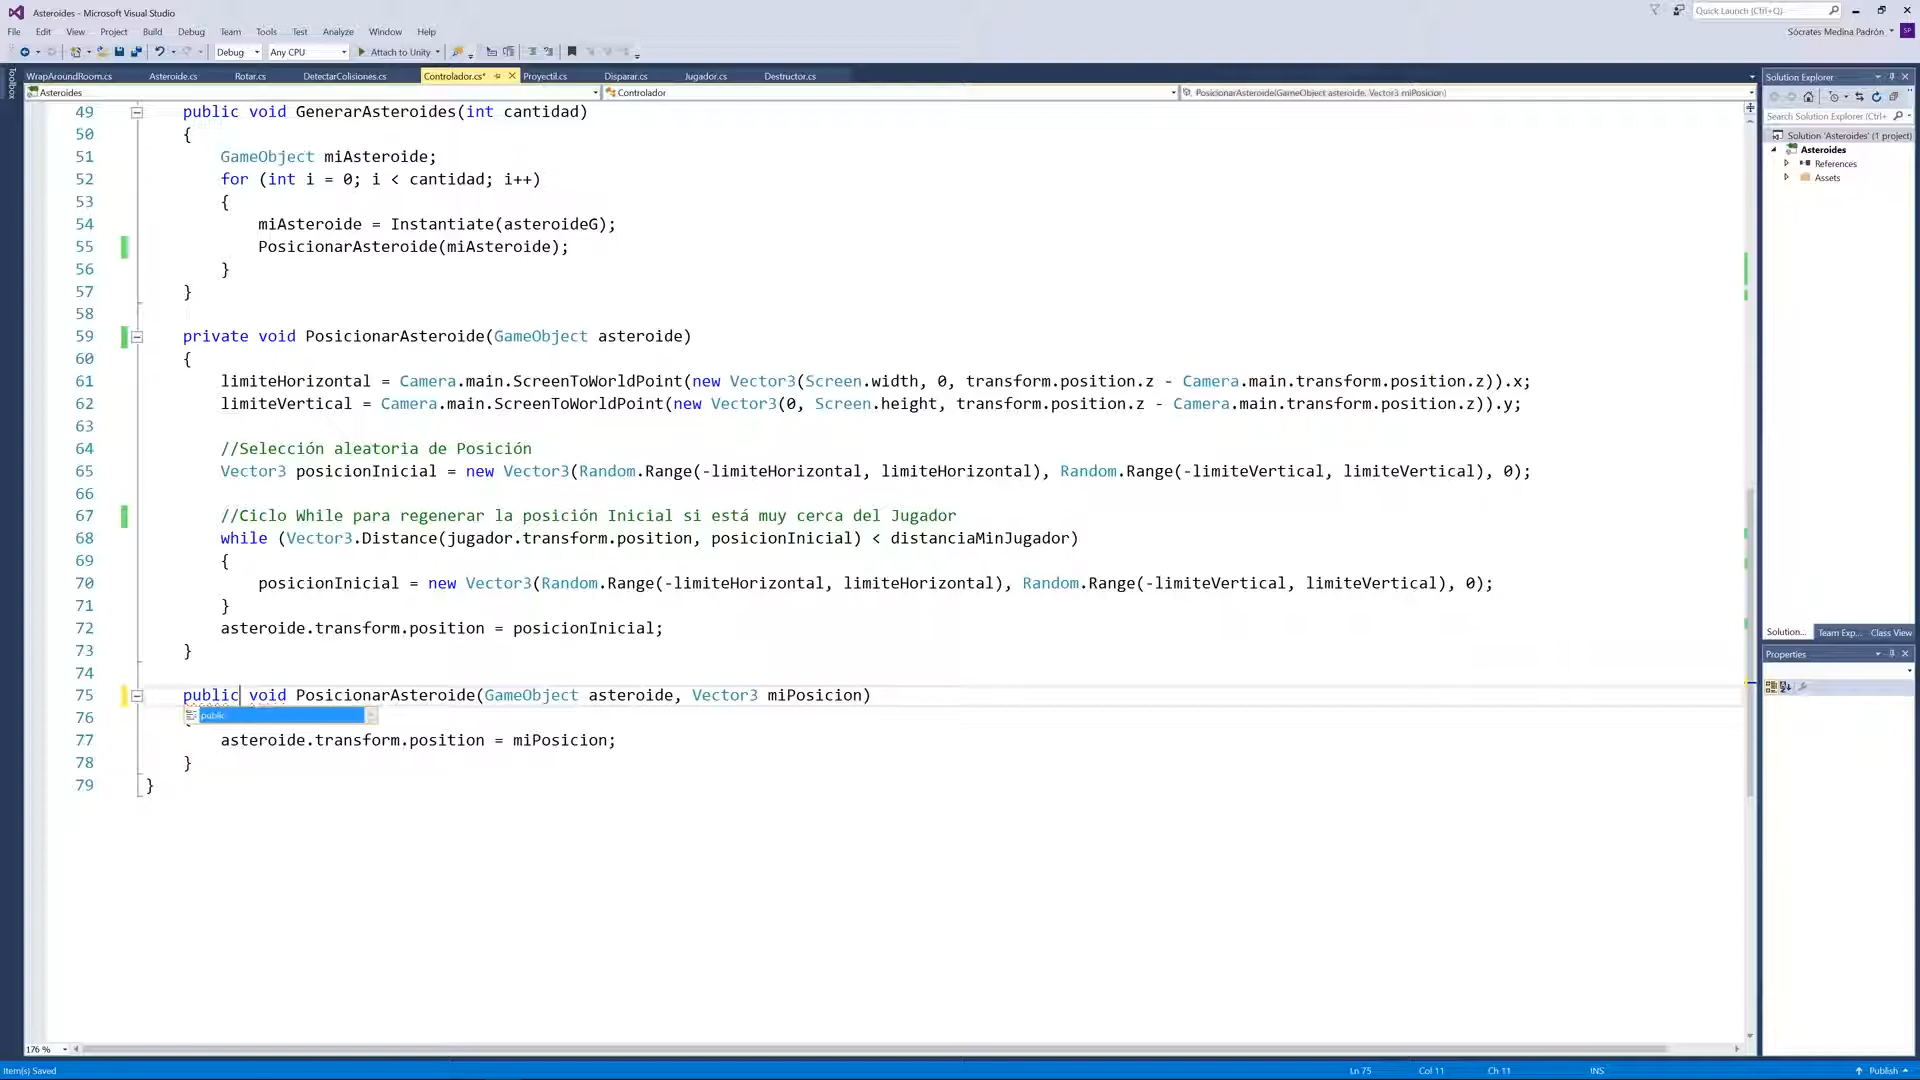 Asteroides - Microsoft Visual Studio
Quick Launch (Ctrl+Q)
File Edit View Project Build Debug Team Tools Test Analyze Window Help
Sócrates Medina Padrón
SP
Debug Any CPU Attach to Unity
Toolbox
WrapAroundRoom.cs Asteroide.cs Rotar.cs DetectarColisiones.cs Controlador.cs* Proyectil.cs Disparar.cs Jugador.cs Destructor.cs
Asteroides Controlador PosicionarAsteroide(GameObject asteroide, Vector3 miPosicion)
49 public void GenerarAsteroides(int cantidad)
50 {
51 GameObject miAsteroide;
52 for (int i = 0; i < cantidad; i++)
53 {
54 miAsteroide = Instantiate(asteroideG);
55 PosicionarAsteroide(miAsteroide);
56 }
57 }
58
59 private void PosicionarAsteroide(GameObject asteroide)
60 {
61 limiteHorizontal = Camera.main.ScreenToWorldPoint(new Vector3(Screen.width, 0, transform.position.z - Camera.main.transform.position.z)).x;
62 limiteVertical = Camera.main.ScreenToWorldPoint(new Vector3(0, Screen.height, transform.position.z - Camera.main.transform.position.z)).y;
63
64 //Selección aleatoria de Posición
65 Vector3 posicionInicial = new Vector3(Random.Range(-limiteHorizontal, limiteHorizontal), Random.Range(-limiteVertical, limiteVertical), 0);
66
67 //Ciclo While para regenerar la posición Inicial si está muy cerca del Jugador
68 while (Vector3.Distance(jugador.transform.position, posicionInicial) < distanciaMinJugador)
69 {
70 posicionInicial = new Vector3(Random.Range(-limiteHorizontal, limiteHorizontal), Random.Range(-limiteVertical, limiteVertical), 0);
71 }
72 asteroide.transform.position = posicionInicial;
73 }
74
75 public void PosicionarAsteroide(GameObject asteroide, Vector3 miPosicion)
76 public
77 asteroide.transform.position = miPosicion;
78 }
79 }
Solution Explorer
Search Solution Explorer (Ctrl+
Solution 'Asteroides' (1 project)
Asteroides
References
Assets
Solution... Team Exp... Class View
Properties
176 %
Item(s) Saved Ln 75 Col 11 Ch 11 INS Publish